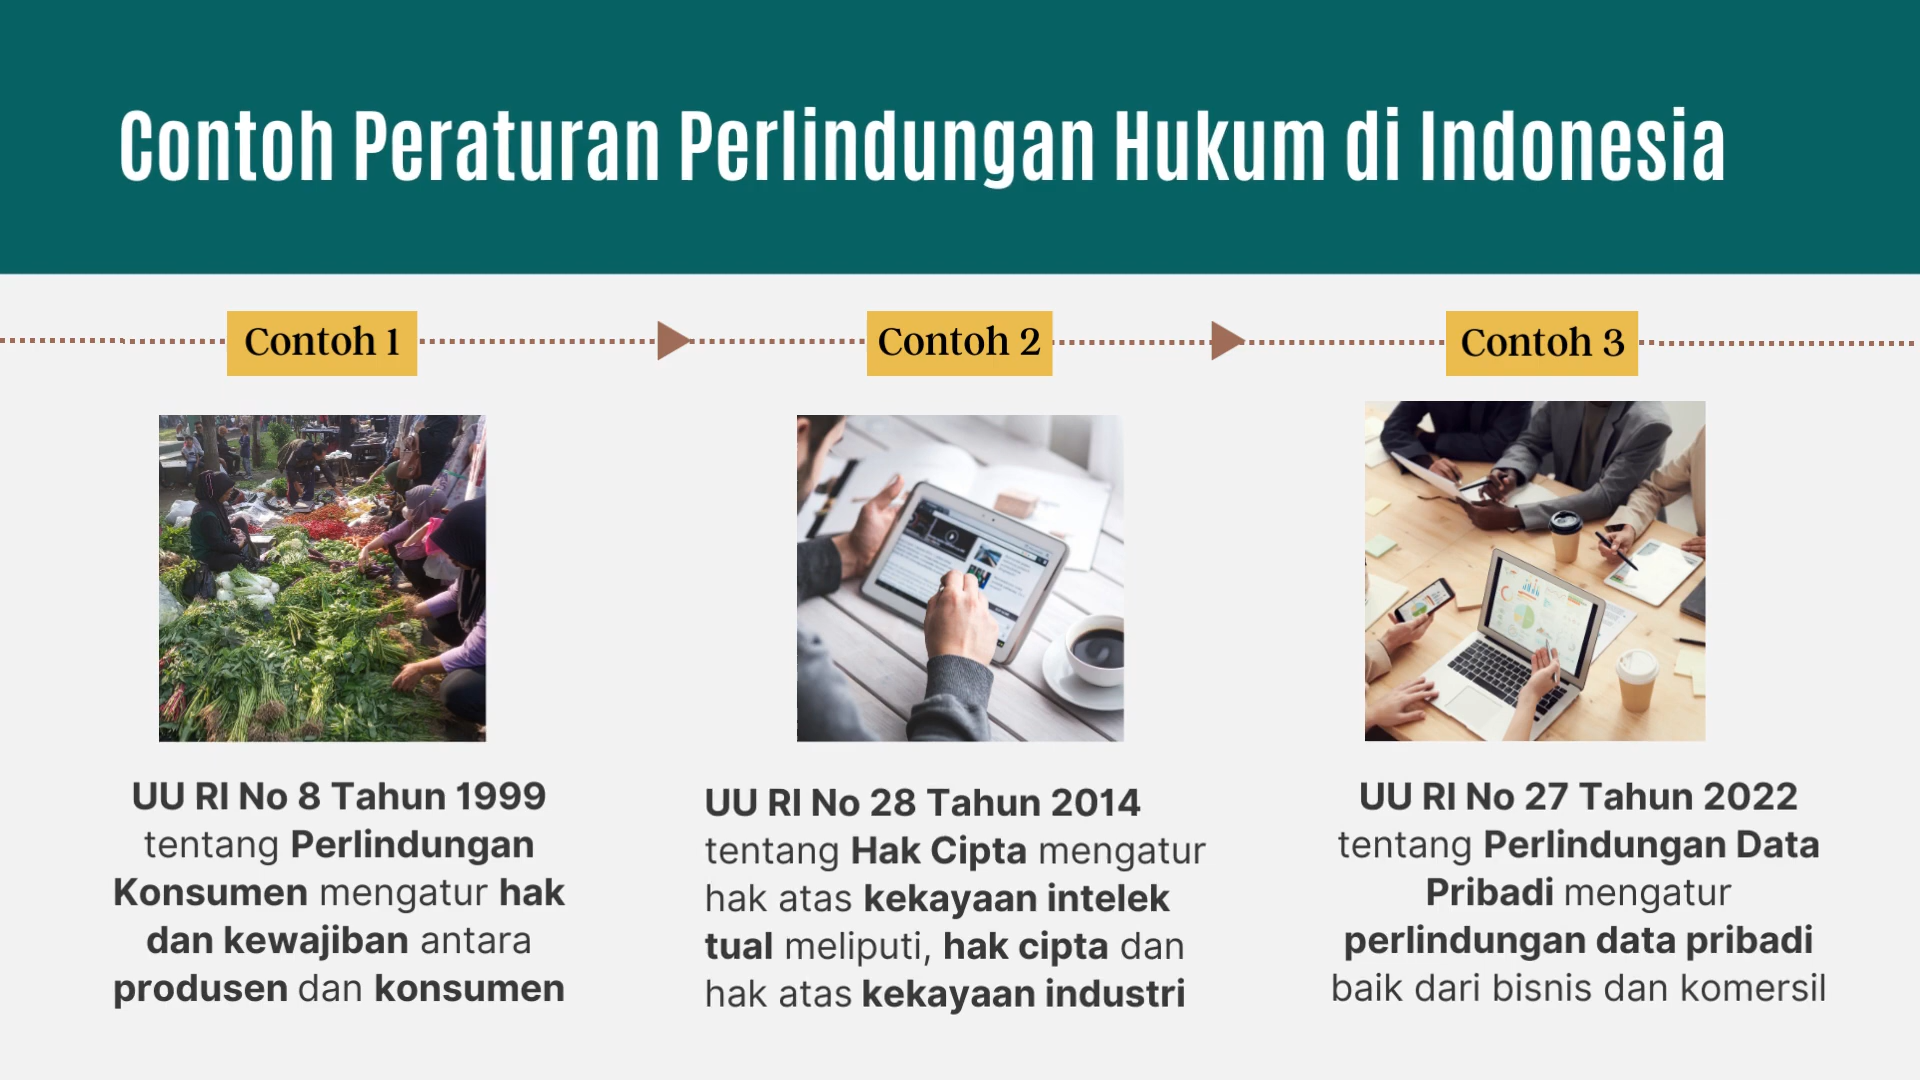 Contoh Peraturan Perlindungan Hukum di Indonesia
Contoh 1
Contoh 2
Contoh 3
UU RI No 8 Tahun 1999
tentang Perlindungan
Konsumen mengatur hak
dan kewajiban antara
produsen dan konsumen
UU RI No 28 Tahun 2014
tentang Hak Cipta mengatur
hak atas kekayaan intelek
tual meliputi, hak cipta dan
hak atas kekayaan industri
UU RI No 27 Tahun 2022
tentang Perlindungan Data
Pribadi mengatur
perlindungan data pribadi
baik dari bisnis dan komersil